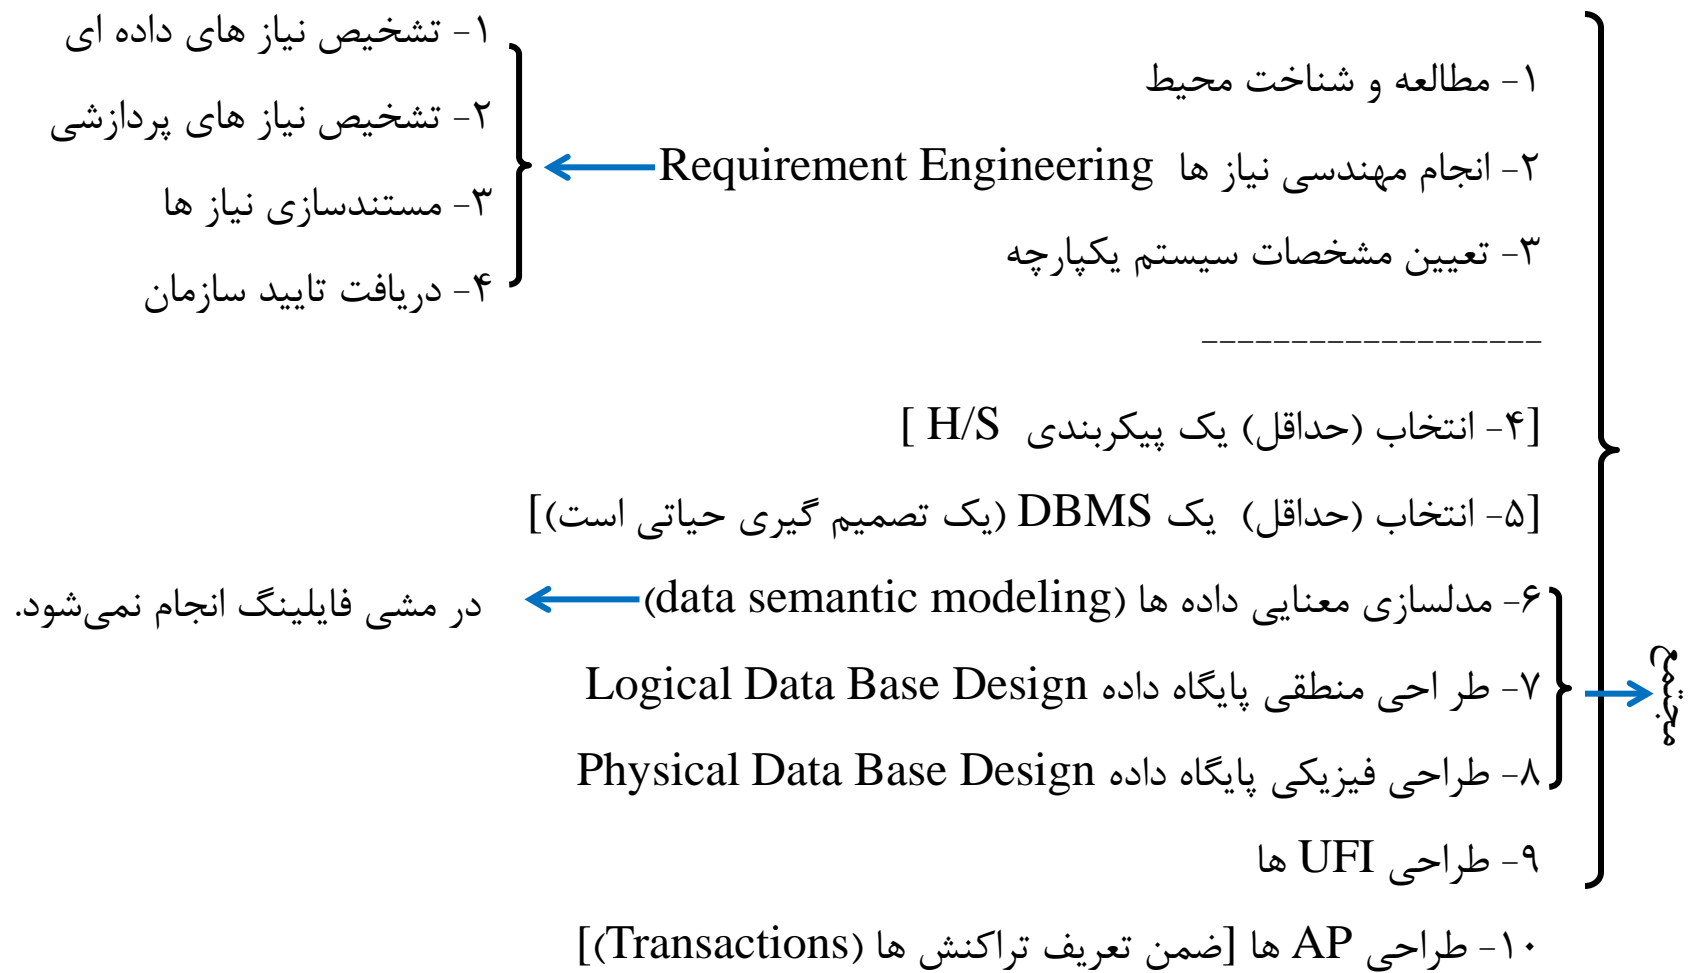 ۱- مطالعه و شناخت محیط
۲- انجام مهندسی نیاز ها Requirement Engineering
۱- تشخیص نیاز های داده ای
۲- تشخیص نیاز های پردازشی
۳- مستندسازی نیاز ها
۴- دریافت تایید سازمان
۳- تعیین مشخصات سیستم یکپارچه
-------------------
[۴- انتخاب (حداقل) یک پیکربندی H/S ]
[۵- انتخاب (حداقل) یک DBMS (یک تصمیم گیری حیاتی است)]
۶- مدلسازی معنایی داده ها (data semantic modeling)
در مشی فایلینگ انجام نمی‌شود.
۷- طر احی منطقی پایگاه داده Logical Data Base Design
۸- طراحی فیزیکی پایگاه داده Physical Data Base Design
مجتمع
۹- طراحی UFI ها
۱۰- طراحی AP ها [ضمن تعریف تراکنش ها (Transactions)]